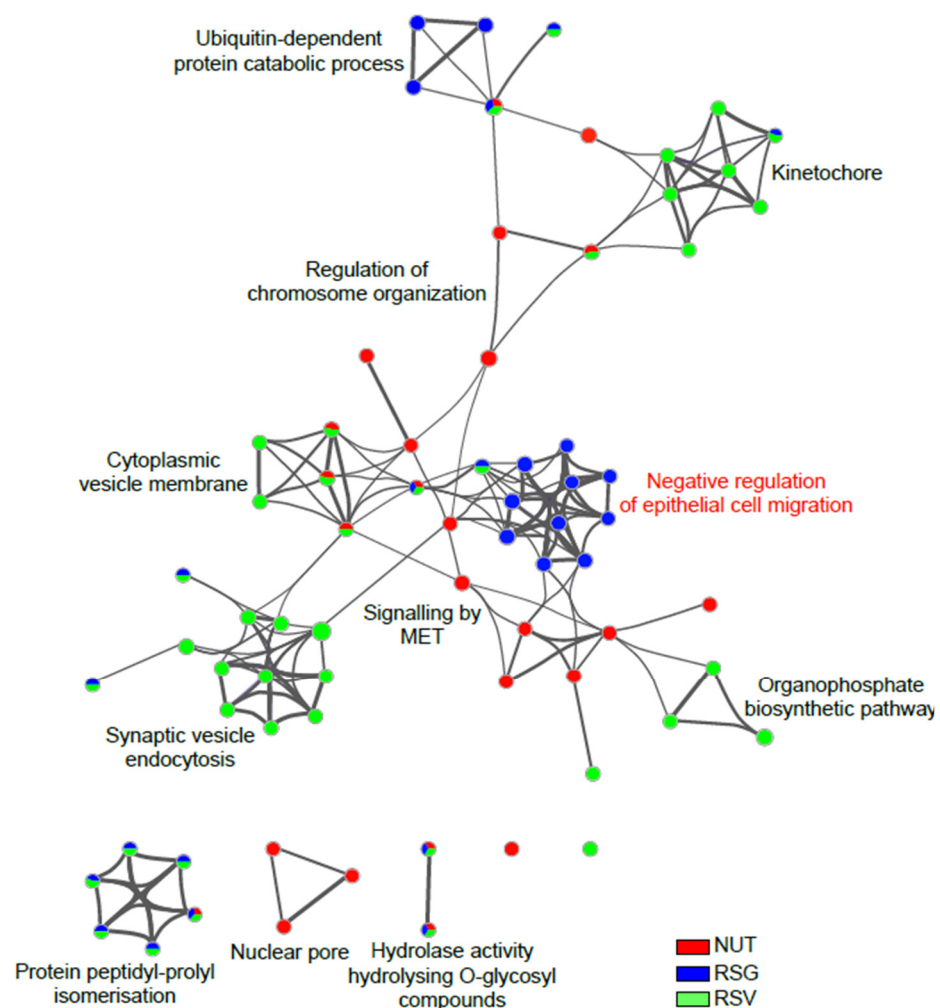 Ubiquitin-dependent
protein catabolic process
Kinetochore
Regulation of
chromosome organization
Cytoplasmic
vesicle membrane
Negative regulation
of epithelial cell migration
Signalling by
MET
Organophosphate
biosynthetic pathway
Synaptic vesicle
endocytosis
Protein peptidyl-prolyl
isomerisation
Nuclear pore
Hydrolase activity
hydrolysing O-glycosyl
compounds
NUT
RSG
RSV